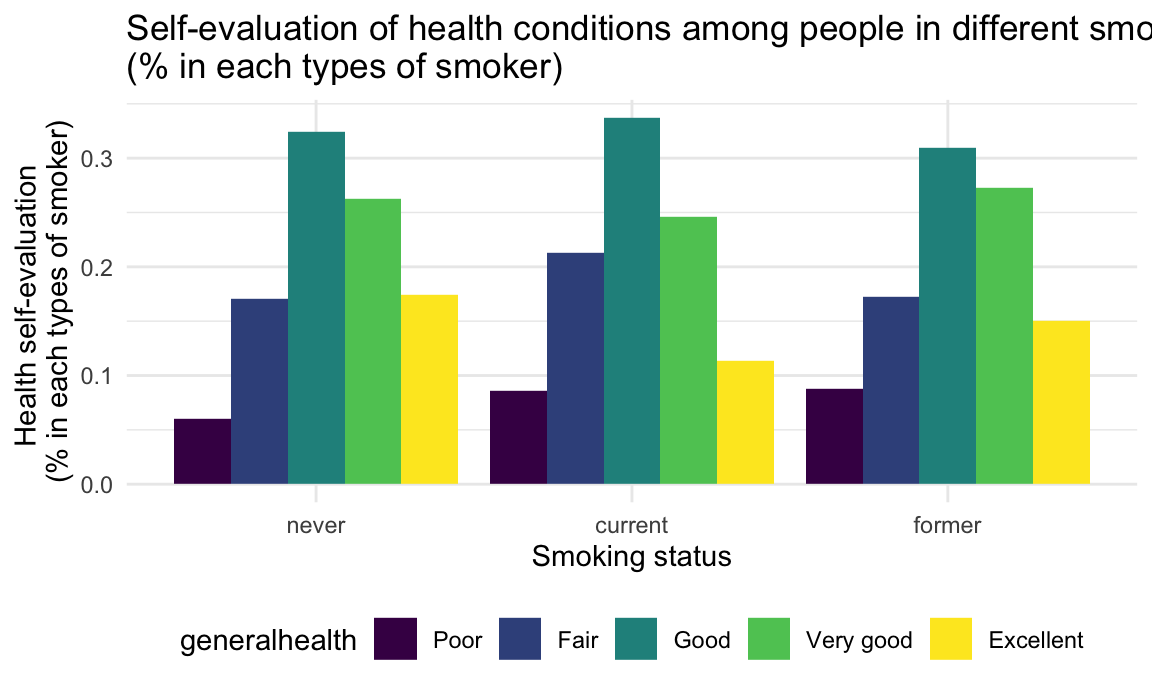 Self-evaluation of health conditions among people in different smo
(% in each types of smoker)
Health self-evaluation
(% in each types of smoker)
0.3
0.2
0.1
0.0
never current former
Smoking status
generalhealth Poor Fair Good Very good Excellent